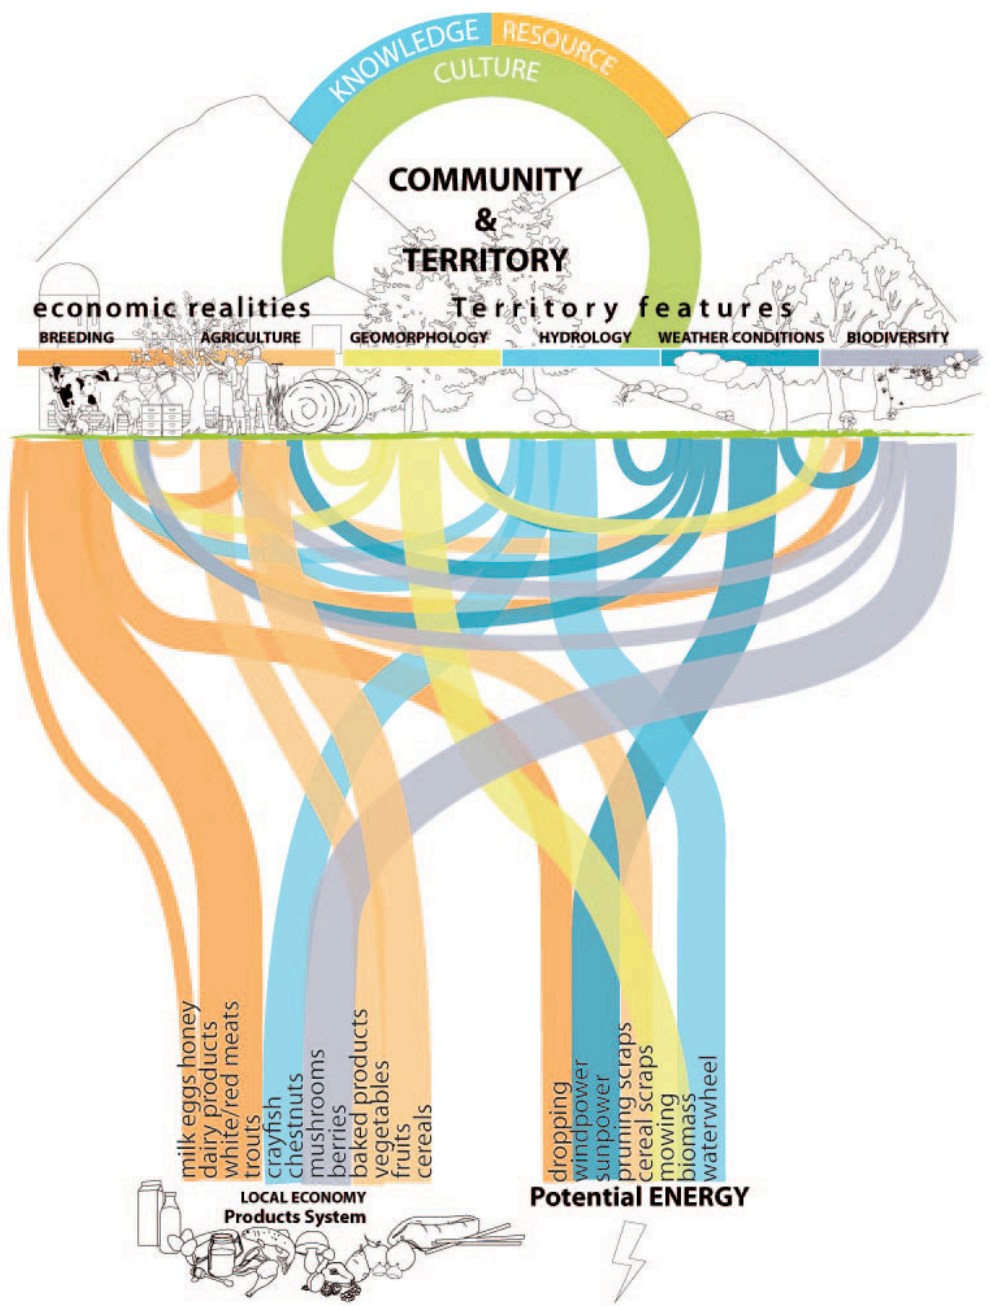 KNOWLEDGE
RESOURCE
CULTURE
COMMUNITY
&
TERRITORY
economic realities
Territory features
BREEDING
AGRICULTURE
GEOMORPHOLOGY
HYDROLOGY
WEATHER CONDITIONS
BIODIVERSITY
milk eggs honey
dairy products
white/red meats
trouts
crayfish
chestnuts
mushrooms
berries
baked products
vegetables
fruits
cereals
dropping
windpower
sunpower
pruning scraps
cereal scraps
mowing
biomass
waterwheel
LOCAL ECONOMY
Products System
Potential ENERGY